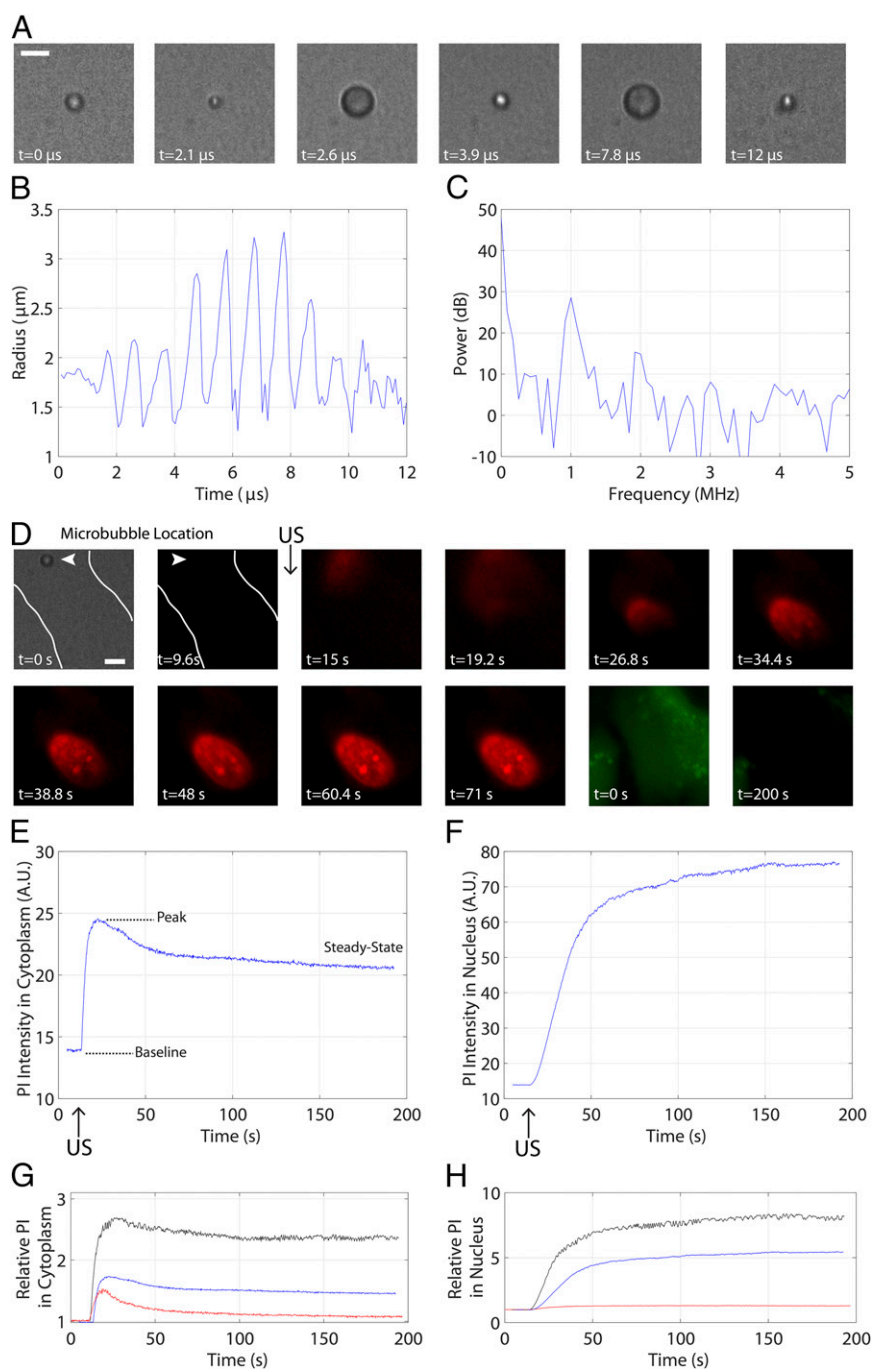 A
t=0 µs
t=2.1 µs
t=2.6 µs
t=3.9 µs
t=7.8 µs
t=12 µs
B
3.5
3
2.5
2
1.5
1
Radius (µm)
0
2
4
6
8
10
12
Time (µs)
C
50
40
30
20
10
0
-10
Power (dB)
0
1
2
3
4
5
Frequency (MHz)
D
Microbubble Location
US
t=0 s
t=9.6s
t=15 s
t=19.2 s
t=26.8 s
t=34.4 s
t=38.8 s
t=48 s
t=60.4 s
t=71 s
t=0 s
t=200 s
E
30
25
20
15
10
PI Intensity in Cytoplasm (A.U.)
Peak
Steady-State
Baseline
0
50
100
150
200
US
Time (s)
F
80
70
60
50
40
30
20
10
PI Intensity in Nucleus (A.U.)
0
50
100
150
200
US
Time (s)
G
3
2
1
Relative PI
in Cytoplasm
0
50
100
150
200
Time (s)
H
10
5
0
Relative PI
in Nucleus
0
50
100
150
200
Time (s)